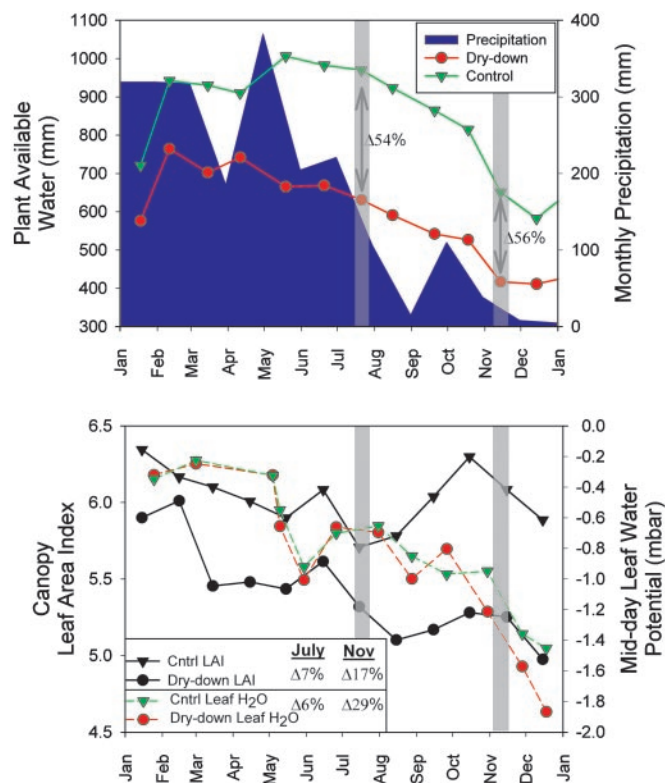 1100
1000
900
800
700
600
500
400
300
Plant Available
Water (mm)
Precipitation
Dry-down
Control
Δ54%
Δ56%
400
300
200
100
0
Monthly Precipitation (mm)
Jan Feb Mar Apr May Jun Jul Aug Sep Oct Nov Dec Jan
6.5
6.0
5.5
5.0
4.5
Canopy
Leaf Area Index
July Nov
Cntrl LAI
Dry-down LAI Δ7% Δ17%
Cntrl Leaf H₂O Δ6% Δ29%
Dry-down Leaf H₂O
0.0
-0.2
-0.4
-0.6
-0.8
-1.0
-1.2
-1.4
-1.6
-1.8
-2.0
Mid-day Leaf Water
Potential (mbar)
Jan Feb Mar Apr May Jun Jul Aug Sep Oct Nov Dec Jan